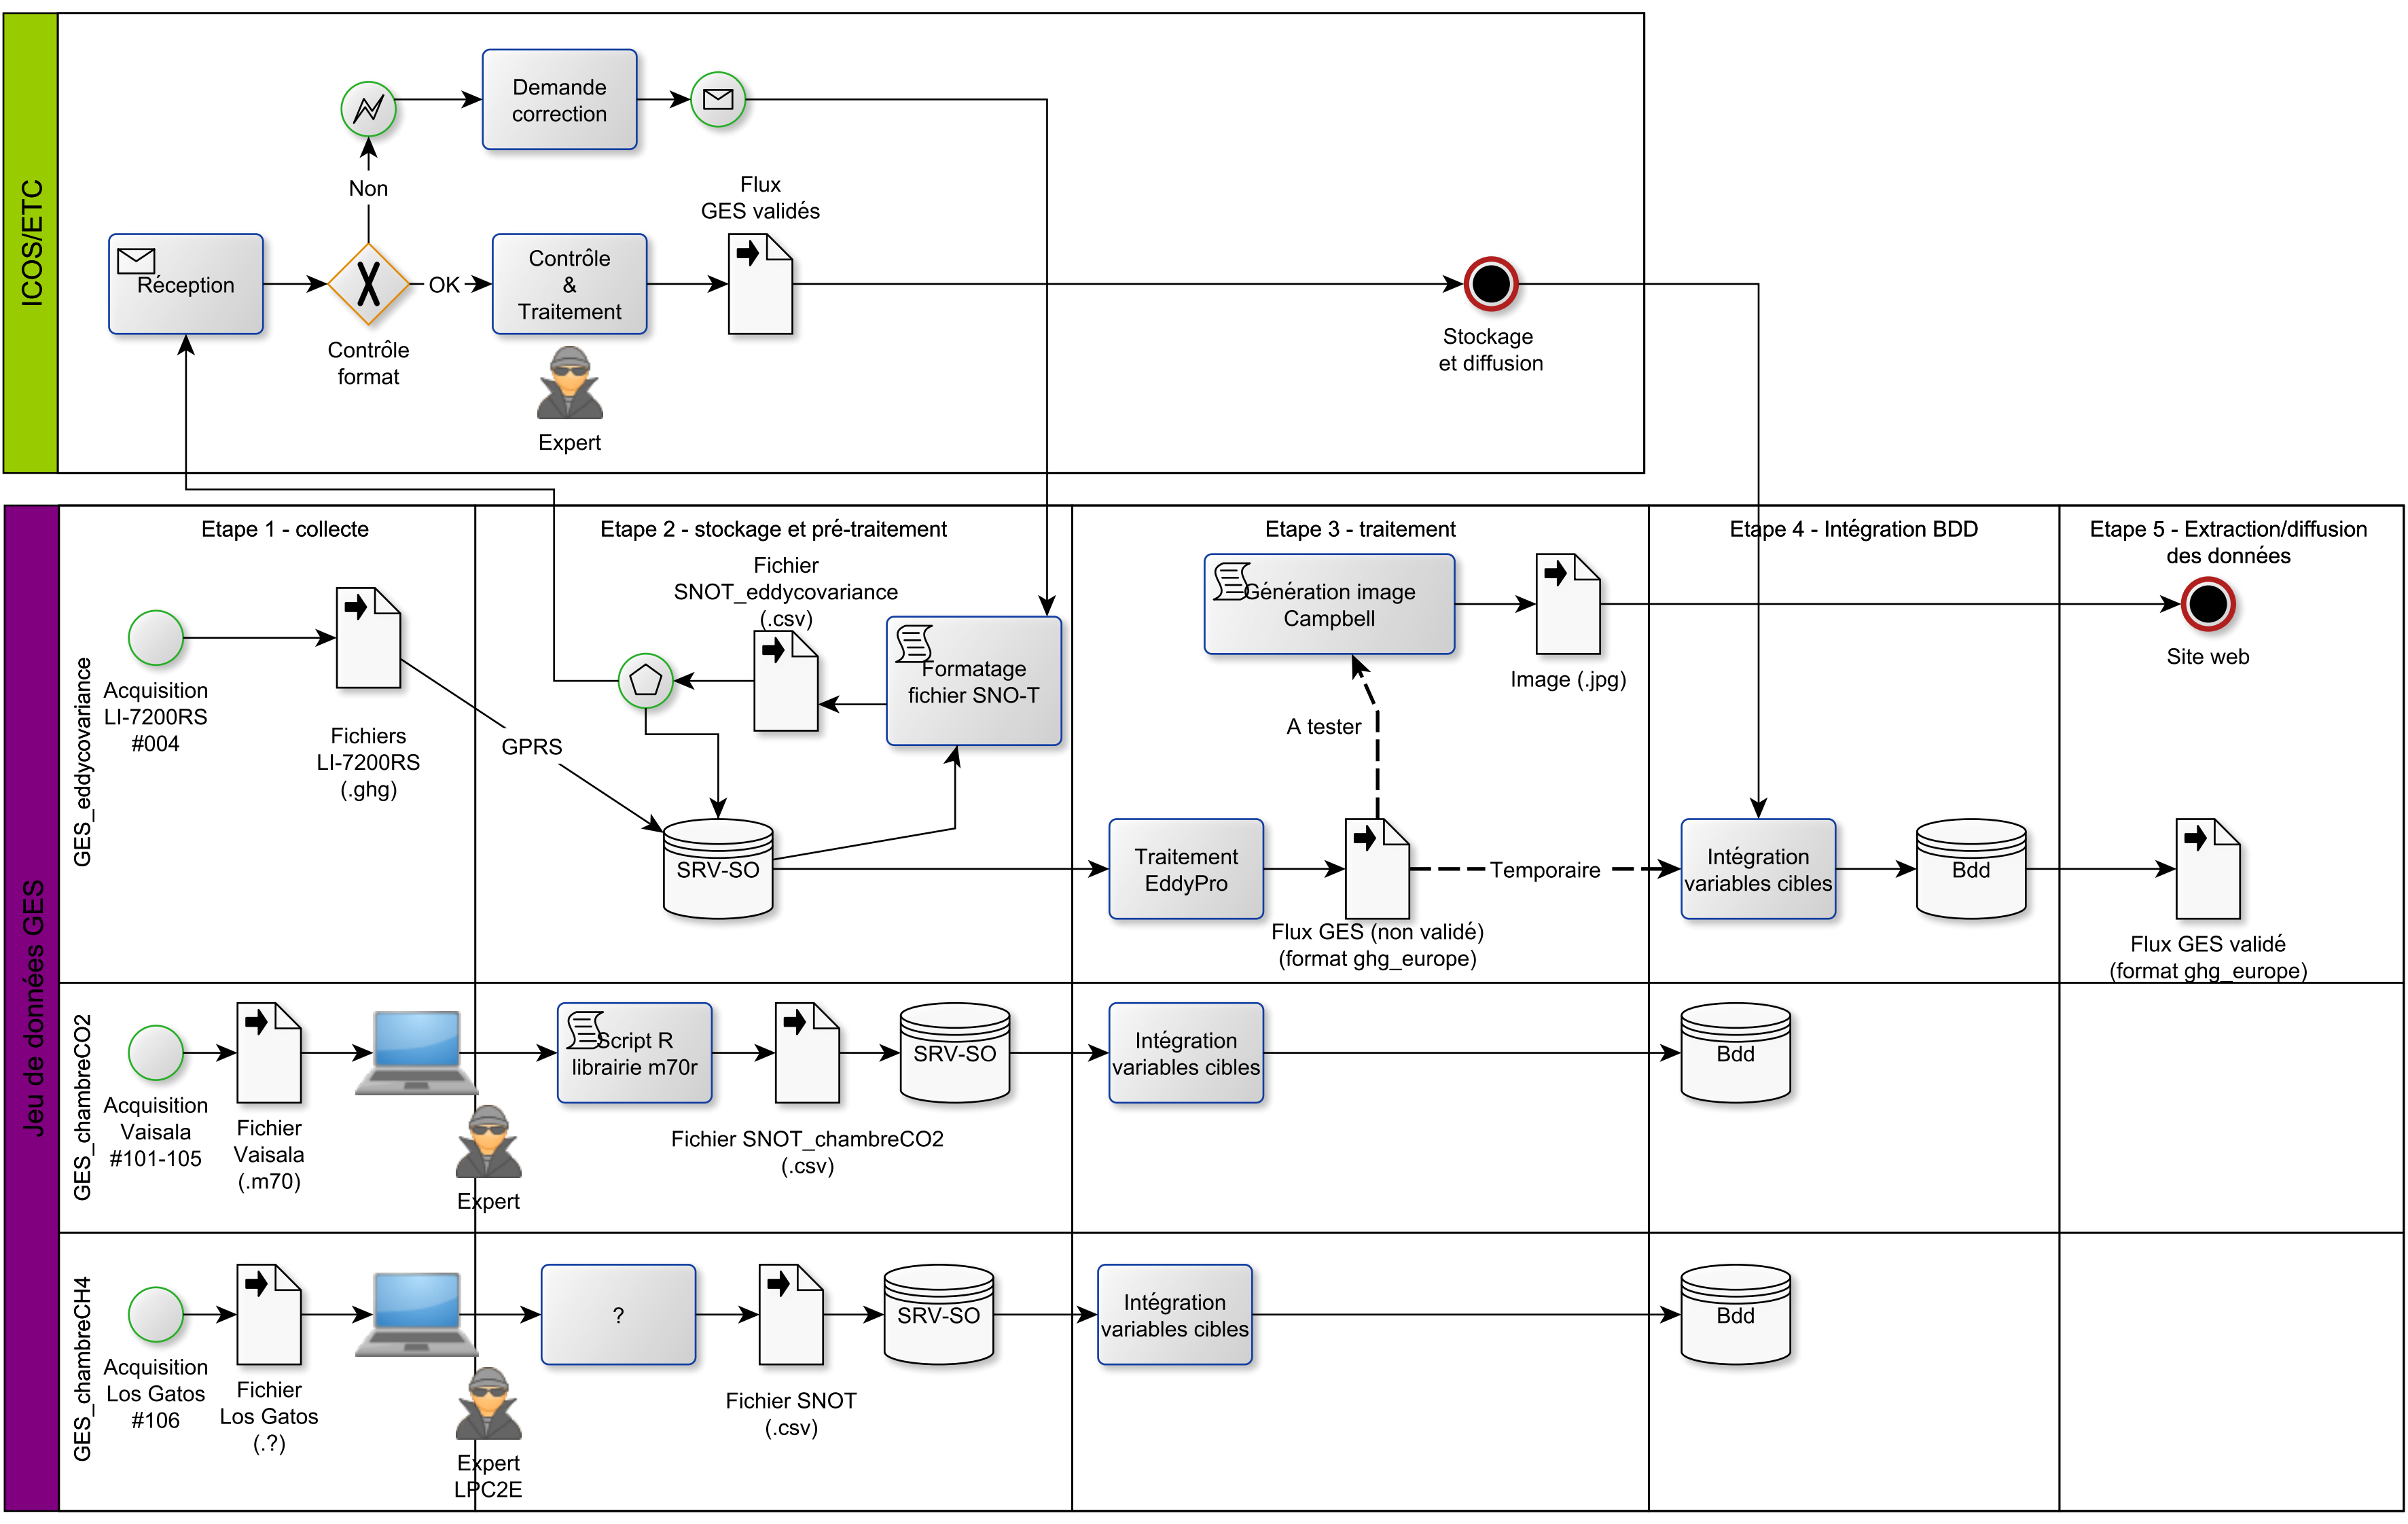 ICOS/ETC
Demande
correction
Non
Flux
GES validés
Réception
OK
Contrôle
&
Traitement
Contrôle
format
Stockage
et diffusion
Expert
Jeu de données GES
Etape 1 - collecte
Etape 2 - stockage et pré-traitement
Etape 3 - traitement
Etape 4 - Intégration BDD
Etape 5 - Extraction/diffusion
des données
GES_eddycovariance
Acquisition
LI-7200RS
#004
Fichiers
LI-7200RS
(.ghg)
GPRS
Fichier
SNOT_eddycovariance
(.csv)
Formatage
fichier SNO-T
SRV-SO
Génération image
Campbell
Image (.jpg)
Site web
A tester
Traitement
EddyPro
Flux GES (non validé)
(format ghg_europe)
Temporaire
Intégration
variables cibles
Bdd
Flux GES validé
(format ghg_europe)
GES_chambreCO2
Acquisition
Vaisala
#101-105
Fichier
Vaisala
(.m70)
Expert
Script R
librairie m70r
Fichier SNOT_chambreCO2
(.csv)
SRV-SO
Intégration
variables cibles
Bdd
GES_chambreCH4
Acquisition
Los Gatos
#106
Fichier
Los Gatos
(.?)
Expert
LPC2E
?
Fichier SNOT
(.csv)
SRV-SO
Intégration
variables cibles
Bdd